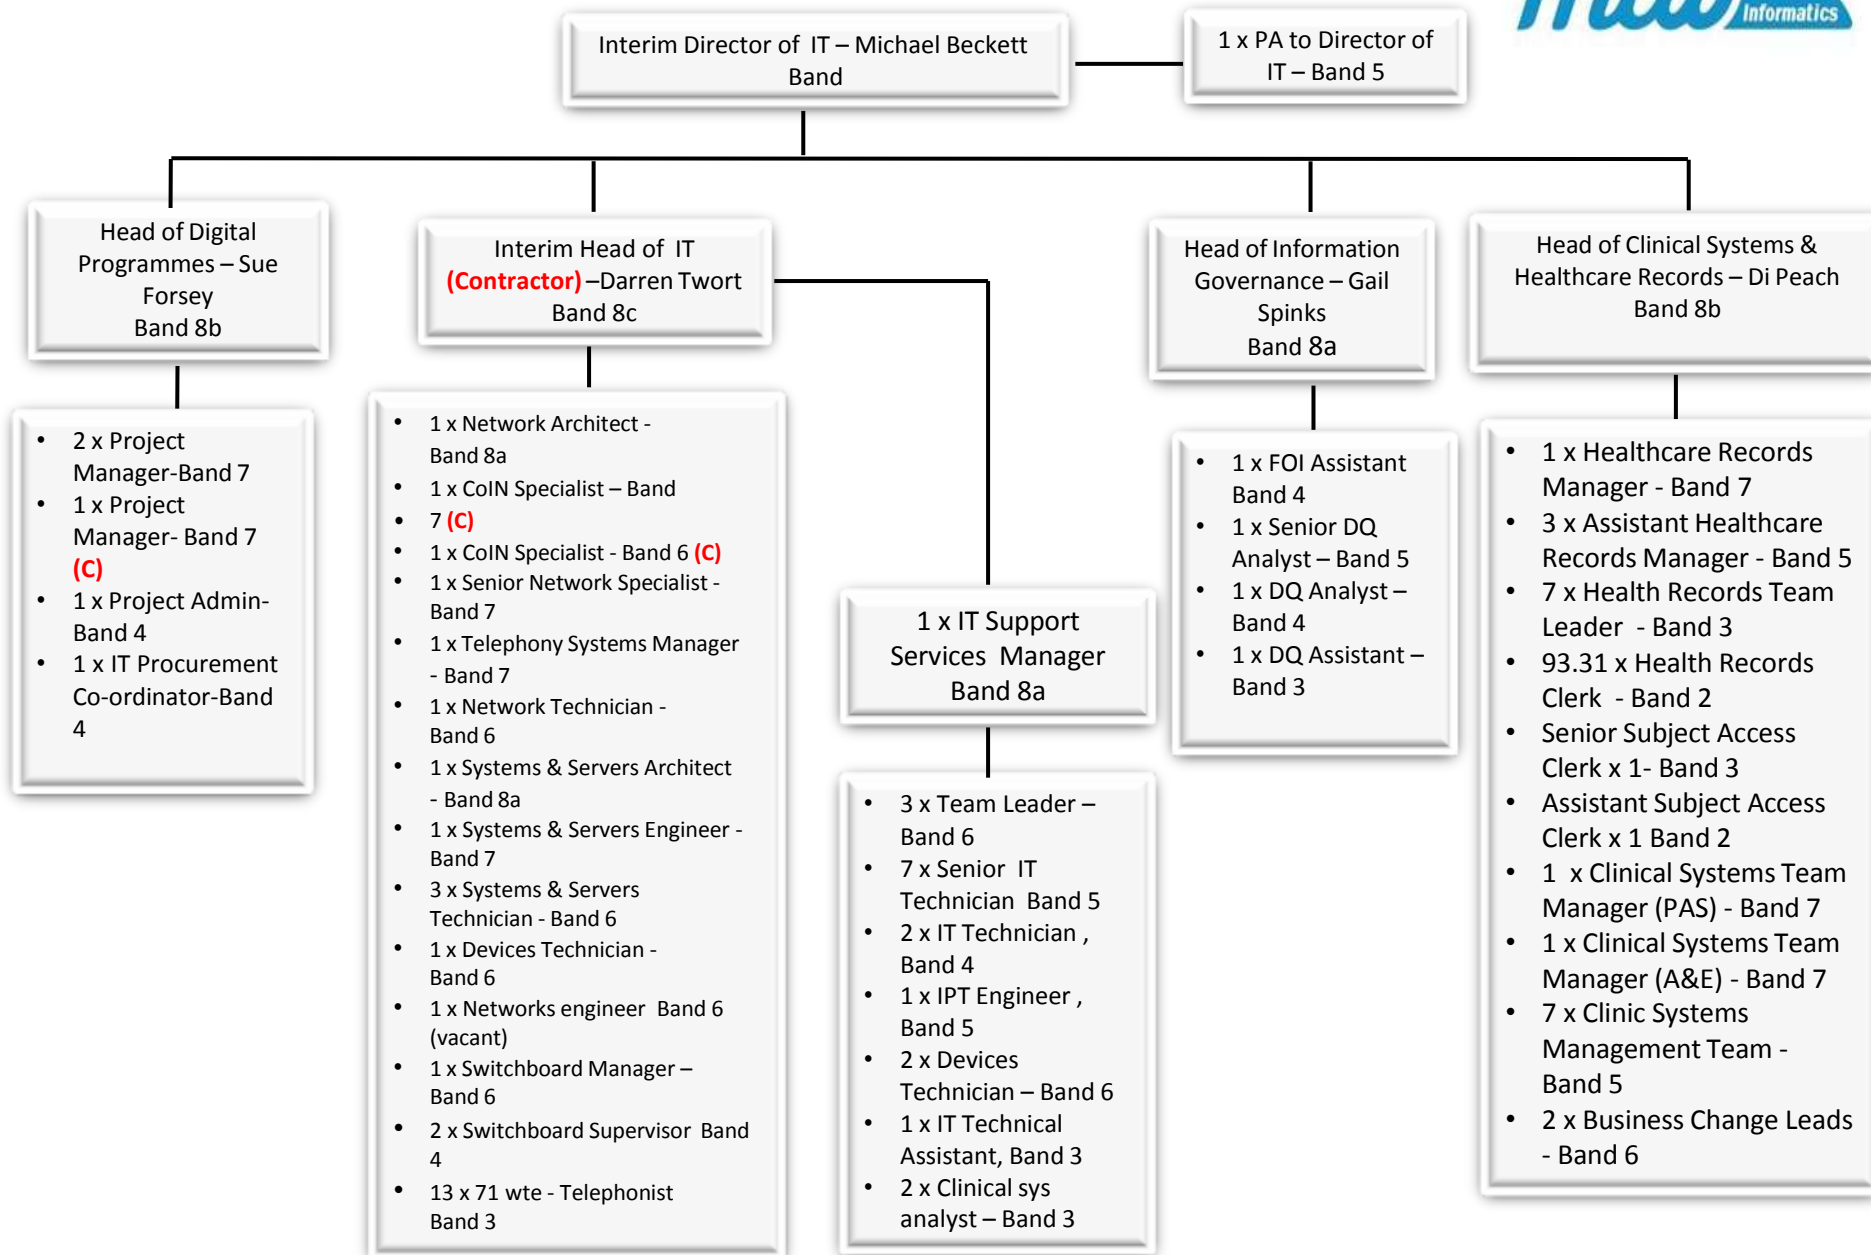 Informatics
Interim Director of IT – Michael Beckett
Band
1 x PA to Director of
IT – Band 5
Head of Digital
Programmes – Sue
Forsey
Band 8b
Interim Head of IT
(Contractor) –Darren Twort
Band 8c
Head of Information
Governance – Gail
Spinks
Band 8a
Head of Clinical Systems &
Healthcare Records – Di Peach
Band 8b
• 2 x Project
Manager-Band 7
• 1 x Project
Manager- Band 7
(C)
• 1 x Project Admin-
Band 4
• 1 x IT Procurement
Co-ordinator-Band
4
• 1 x Network Architect -
Band 8a
• 1 x CoIN Specialist – Band
• 7 (C)
• 1 x CoIN Specialist - Band 6 (C)
• 1 x Senior Network Specialist -
Band 7
• 1 x Telephony Systems Manager
- Band 7
• 1 x Network Technician -
Band 6
• 1 x Systems & Servers Architect
- Band 8a
• 1 x Systems & Servers Engineer -
Band 7
• 3 x Systems & Servers
Technician - Band 6
• 1 x Devices Technician -
Band 6
• 1 x Networks engineer Band 6
(vacant)
• 1 x Switchboard Manager –
Band 6
• 2 x Switchboard Supervisor Band
4
• 13 x 71 wte - Telephonist
Band 3
1 x IT Support
Services Manager
Band 8a
• 3 x Team Leader –
Band 6
• 7 x Senior IT
Technician Band 5
• 2 x IT Technician ,
Band 4
• 1 x IPT Engineer ,
Band 5
• 2 x Devices
Technician – Band 6
• 1 x IT Technical
Assistant, Band 3
• 2 x Clinical sys
analyst – Band 3
• 1 x FOI Assistant
Band 4
• 1 x Senior DQ
Analyst – Band 5
• 1 x DQ Analyst –
Band 4
• 1 x DQ Assistant –
Band 3
• 1 x Healthcare Records
Manager - Band 7
• 3 x Assistant Healthcare
Records Manager - Band 5
• 7 x Health Records Team
Leader - Band 3
• 93.31 x Health Records
Clerk - Band 2
• Senior Subject Access
Clerk x 1- Band 3
• Assistant Subject Access
Clerk x 1 Band 2
• 1 x Clinical Systems Team
Manager (PAS) - Band 7
• 1 x Clinical Systems Team
Manager (A&E) - Band 7
• 7 x Clinic Systems
Management Team -
Band 5
• 2 x Business Change Leads
- Band 6